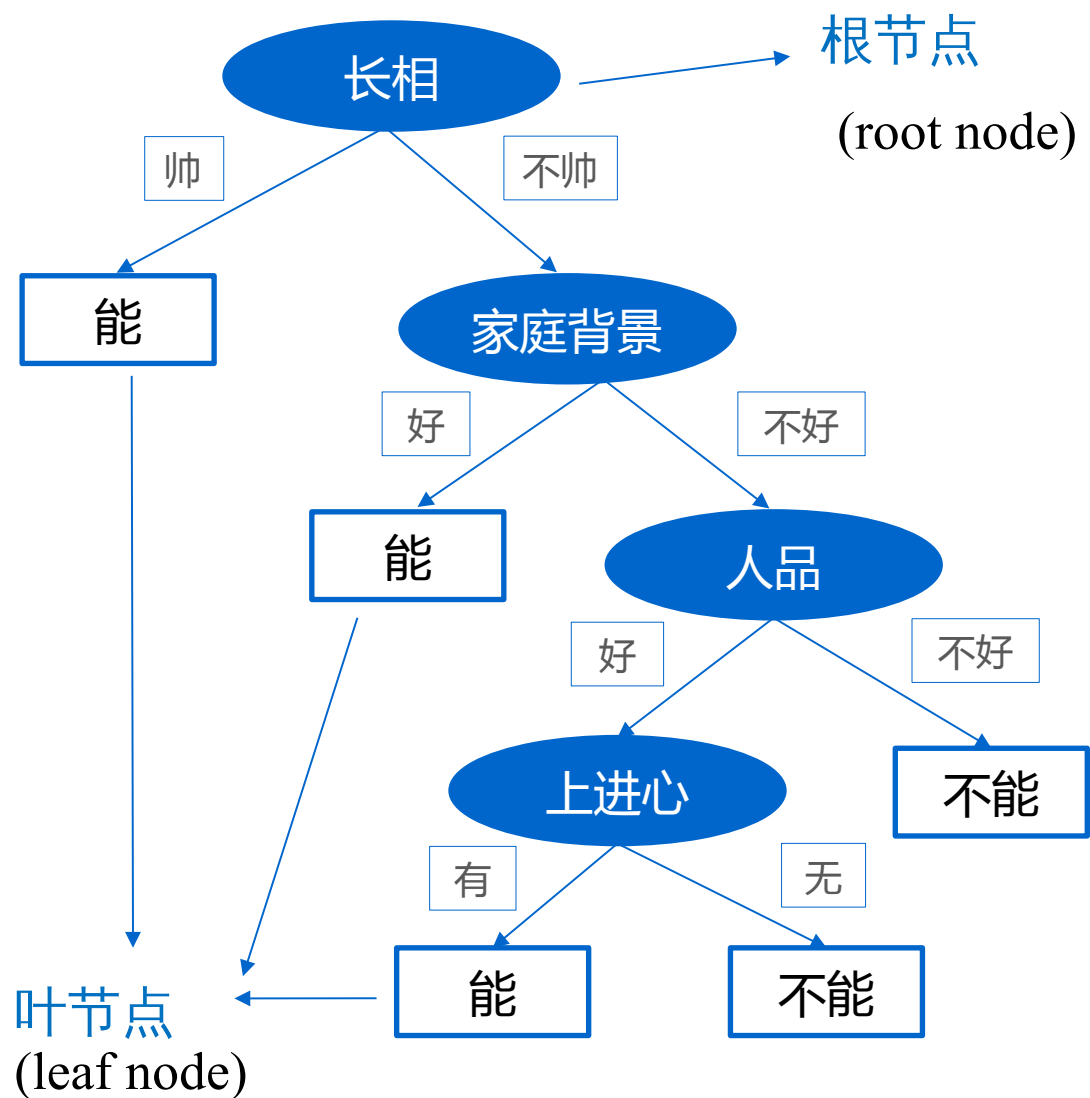 长相
根节点
(root node)
帅
不帅
能
家庭背景
好
不好
能
人品
好
不好
上进心
不能
有
无
能
不能
叶节点
(leaf node)